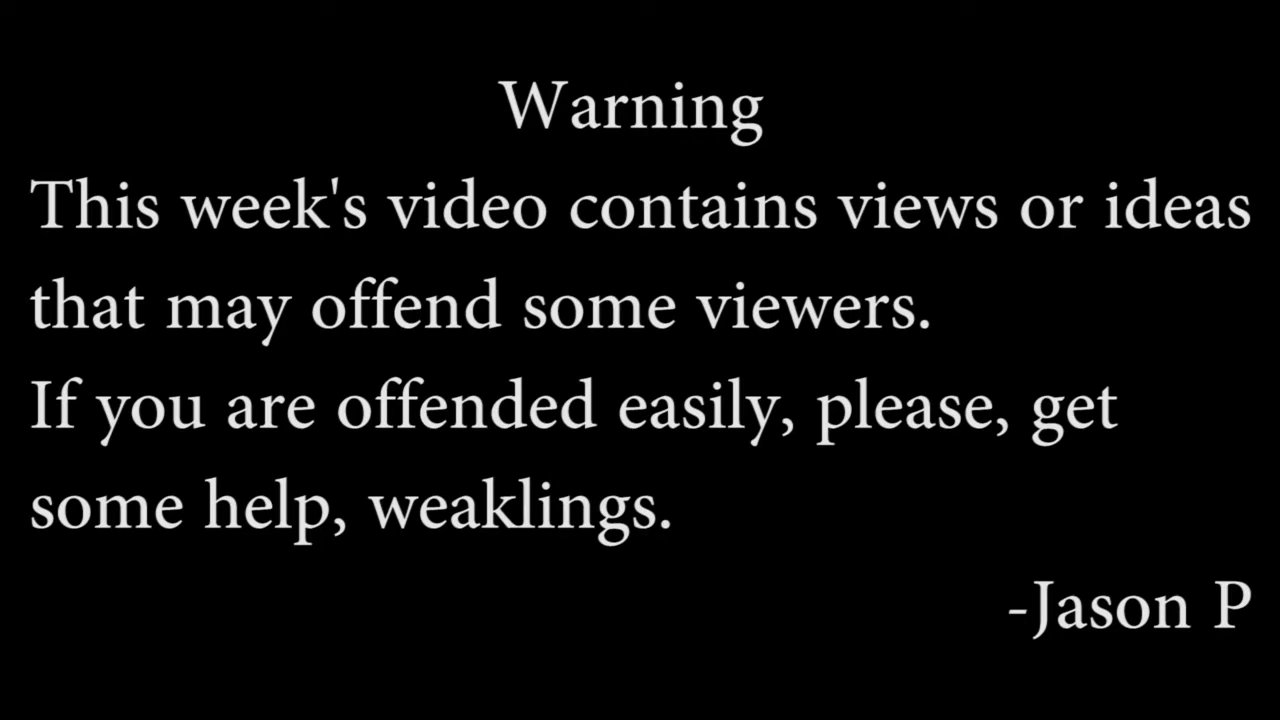 Warning
This week's video contains views or ideas
that may offend some viewers.
If you are offended easily, please, get
some help, weaklings.
-Jason P